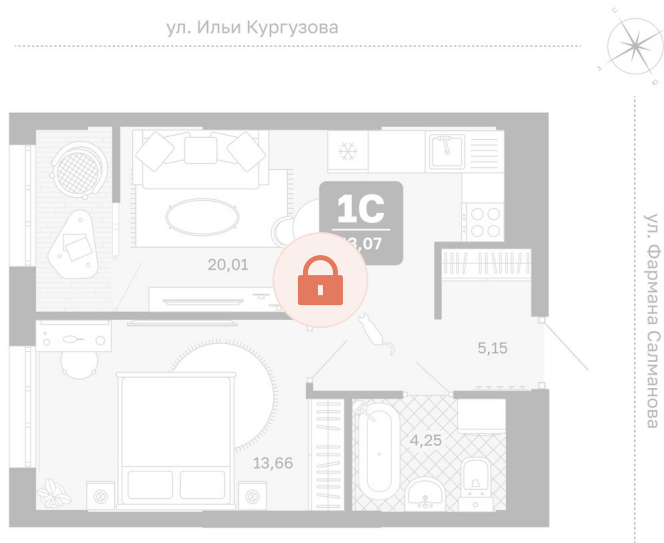 ул. Ильи Кургузова
С
З
Ю
1С
20,01
ул. Фармана Салманова
5,15
4,25
13,66